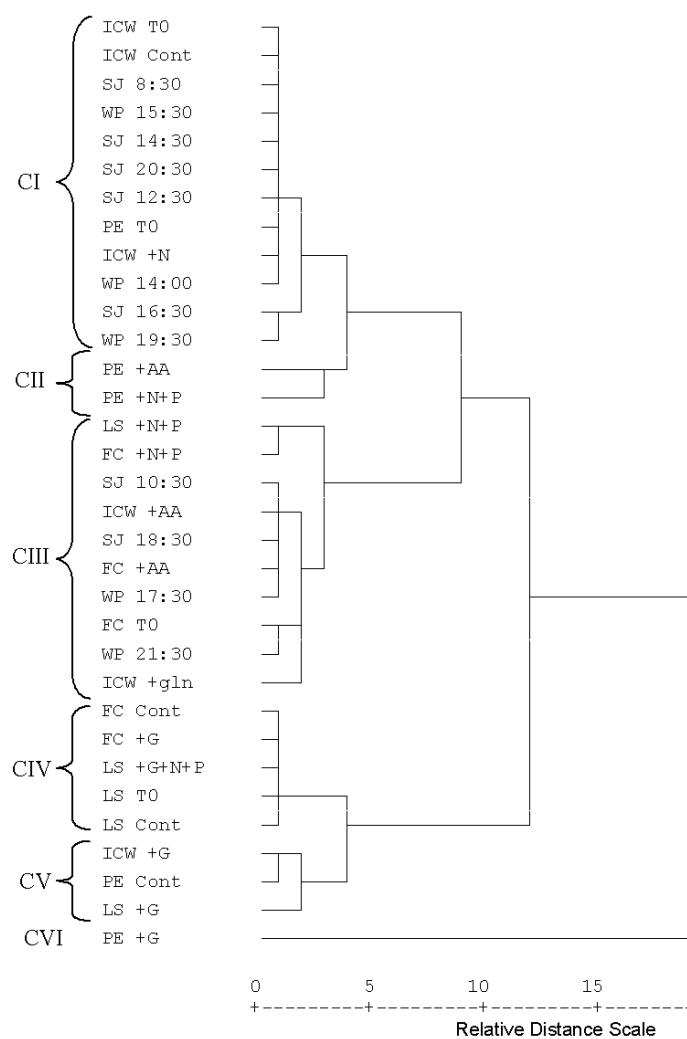 ICW T0
ICW Cont
SJ 8:30
WP 15:30
SJ 14:30
SJ 20:30
CI
SJ 12:30
PE T0
ICW +N
WP 14:00
SJ 16:30
WP 19:30
PE +AA
CII
PE +N+P
LS +N+P
FC +N+P
SJ 10:30
ICW +AA
SJ 18:30
CIII
FC +AA
WP 17:30
FC T0
WP 21:30
ICW +gln
FC Cont
FC +G
CIV
LS +G+N+P
LS T0
LS Cont
ICW +G
CV
PE Cont
LS +G
CVI PE +G
0 5 10 15
+---------+---------+---------+-------
Relative Distance Scale